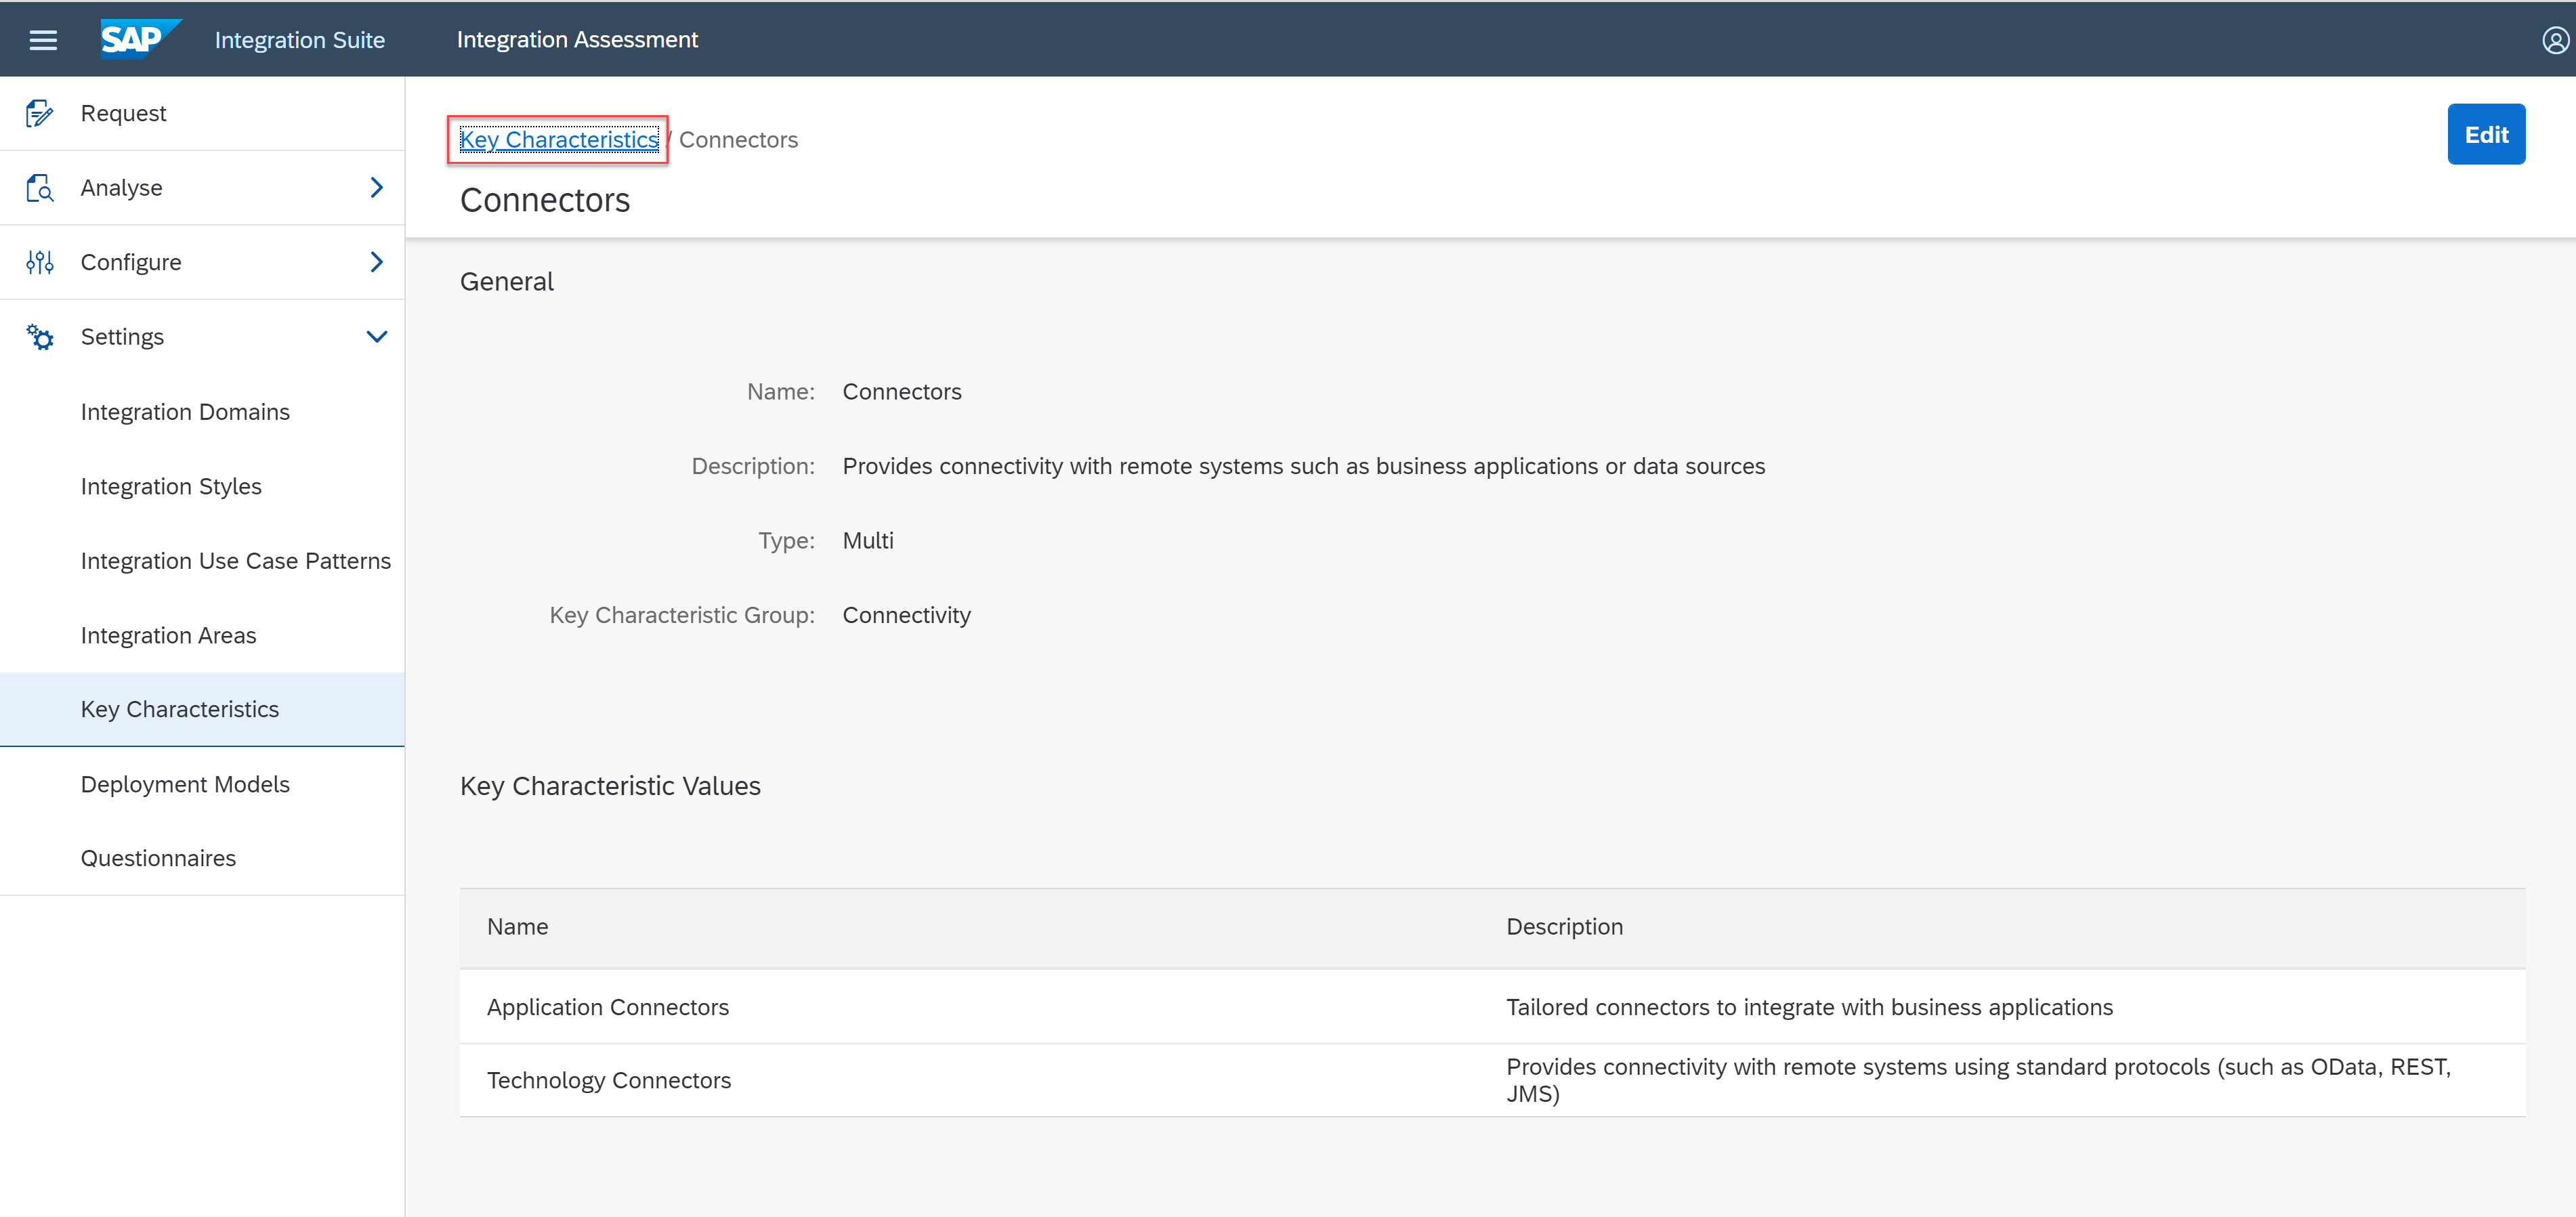 SAP Integration Suite Integration Assessment
Request
Analyse
Configure
Settings
Integration Domains
Integration Styles
Integration Use Case Patterns
Integration Areas
Key Characteristics
Deployment Models
Questionnaires
Key Characteristics / Connectors
Edit
Connectors
General
Name: Connectors
Description: Provides connectivity with remote systems such as business applications or data sources
Type: Multi
Key Characteristic Group: Connectivity
Key Characteristic Values
Name Description
Application Connectors Tailored connectors to integrate with business applications
Technology Connectors Provides connectivity with remote systems using standard protocols (such as OData, REST,
JMS)